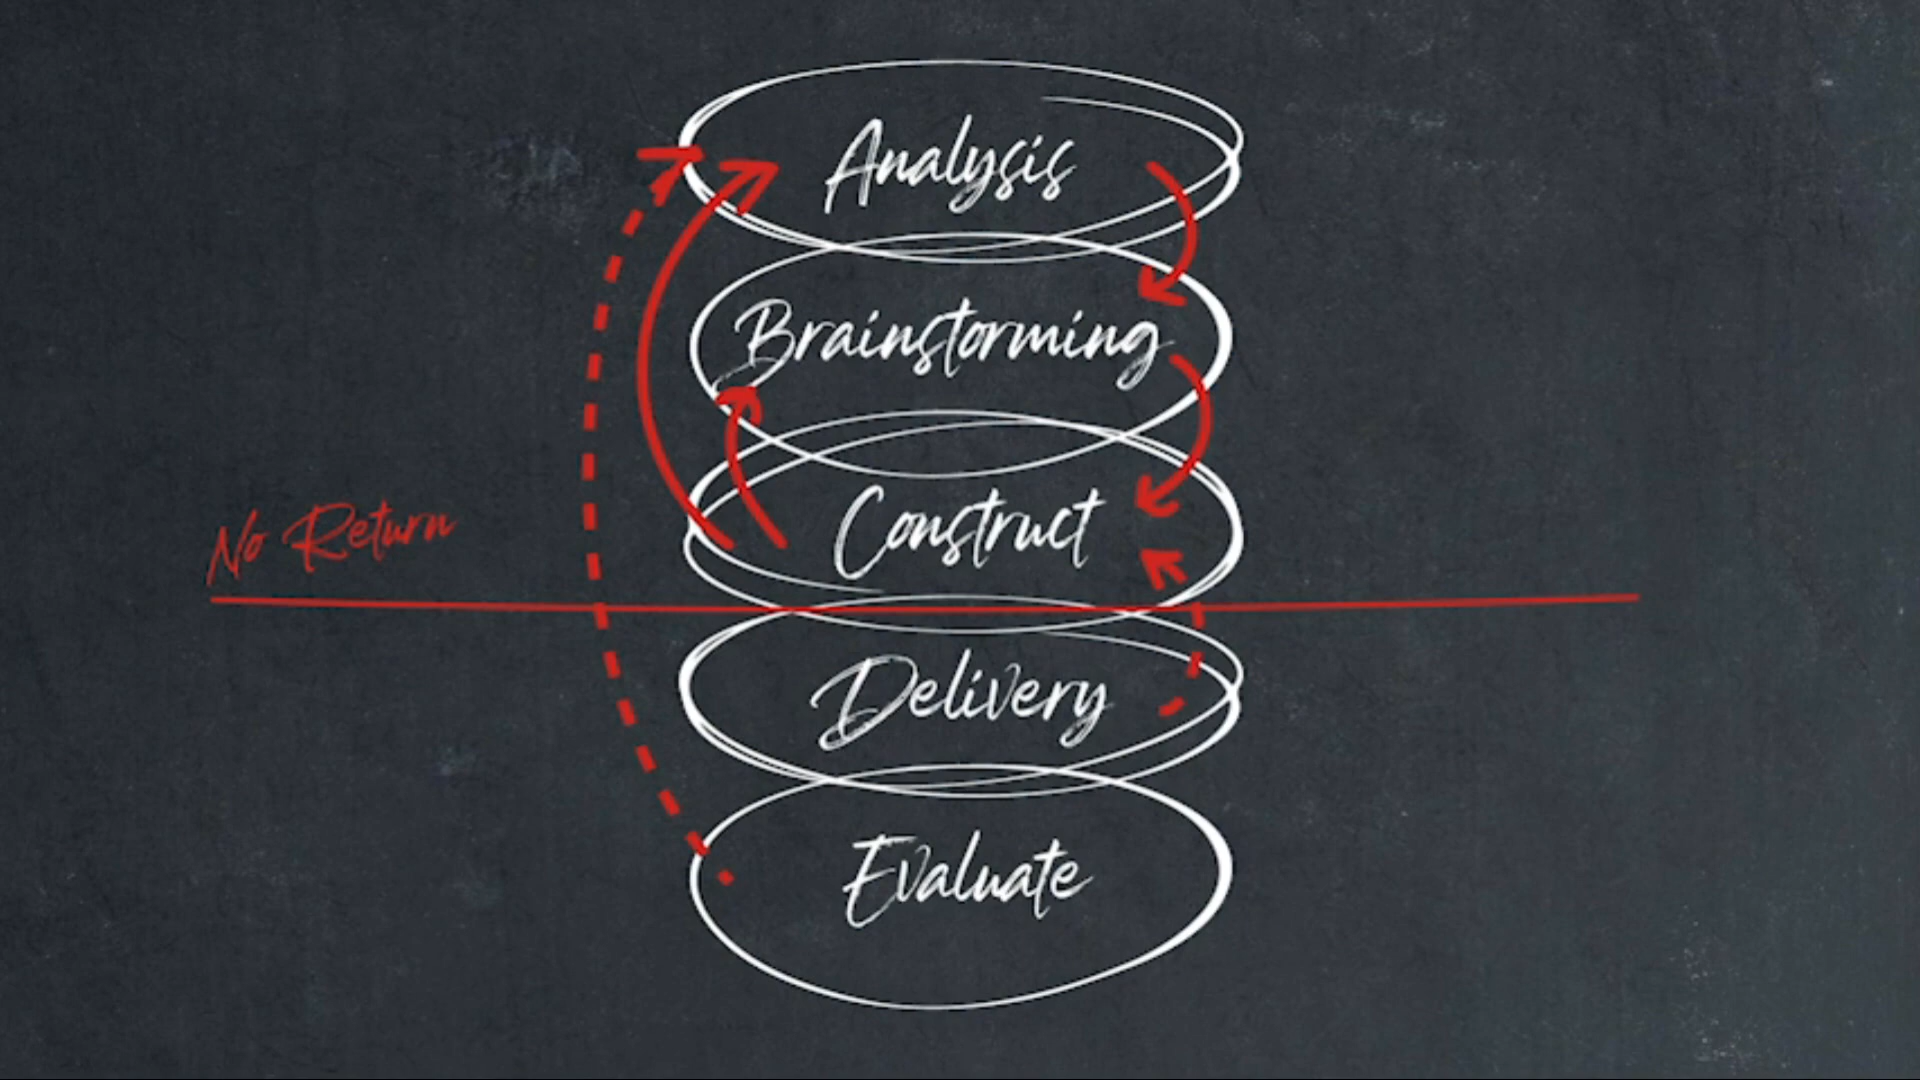 Analysis
Brainstorming
Construct
No Return
Delivery
Evaluate